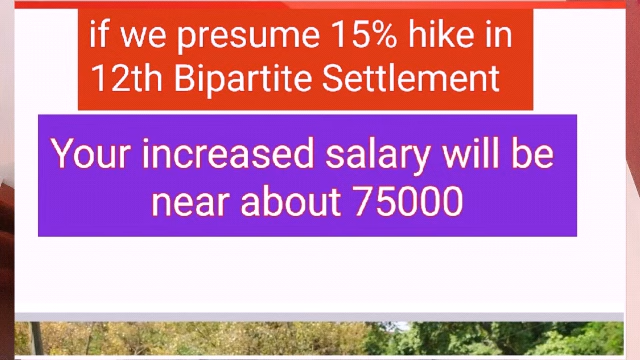 if we presume 15% hike in
12th Bipartite Settlement
Your increased salary will be
near about 75000